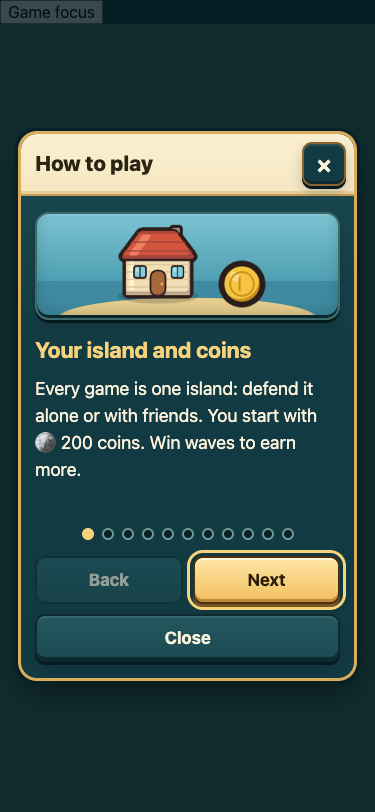 Game focus
How to play
×
Your island and coins
Every game is one island: defend it
alone or with friends. You start with
200 coins. Win waves to earn
more.
Back
Next
Close